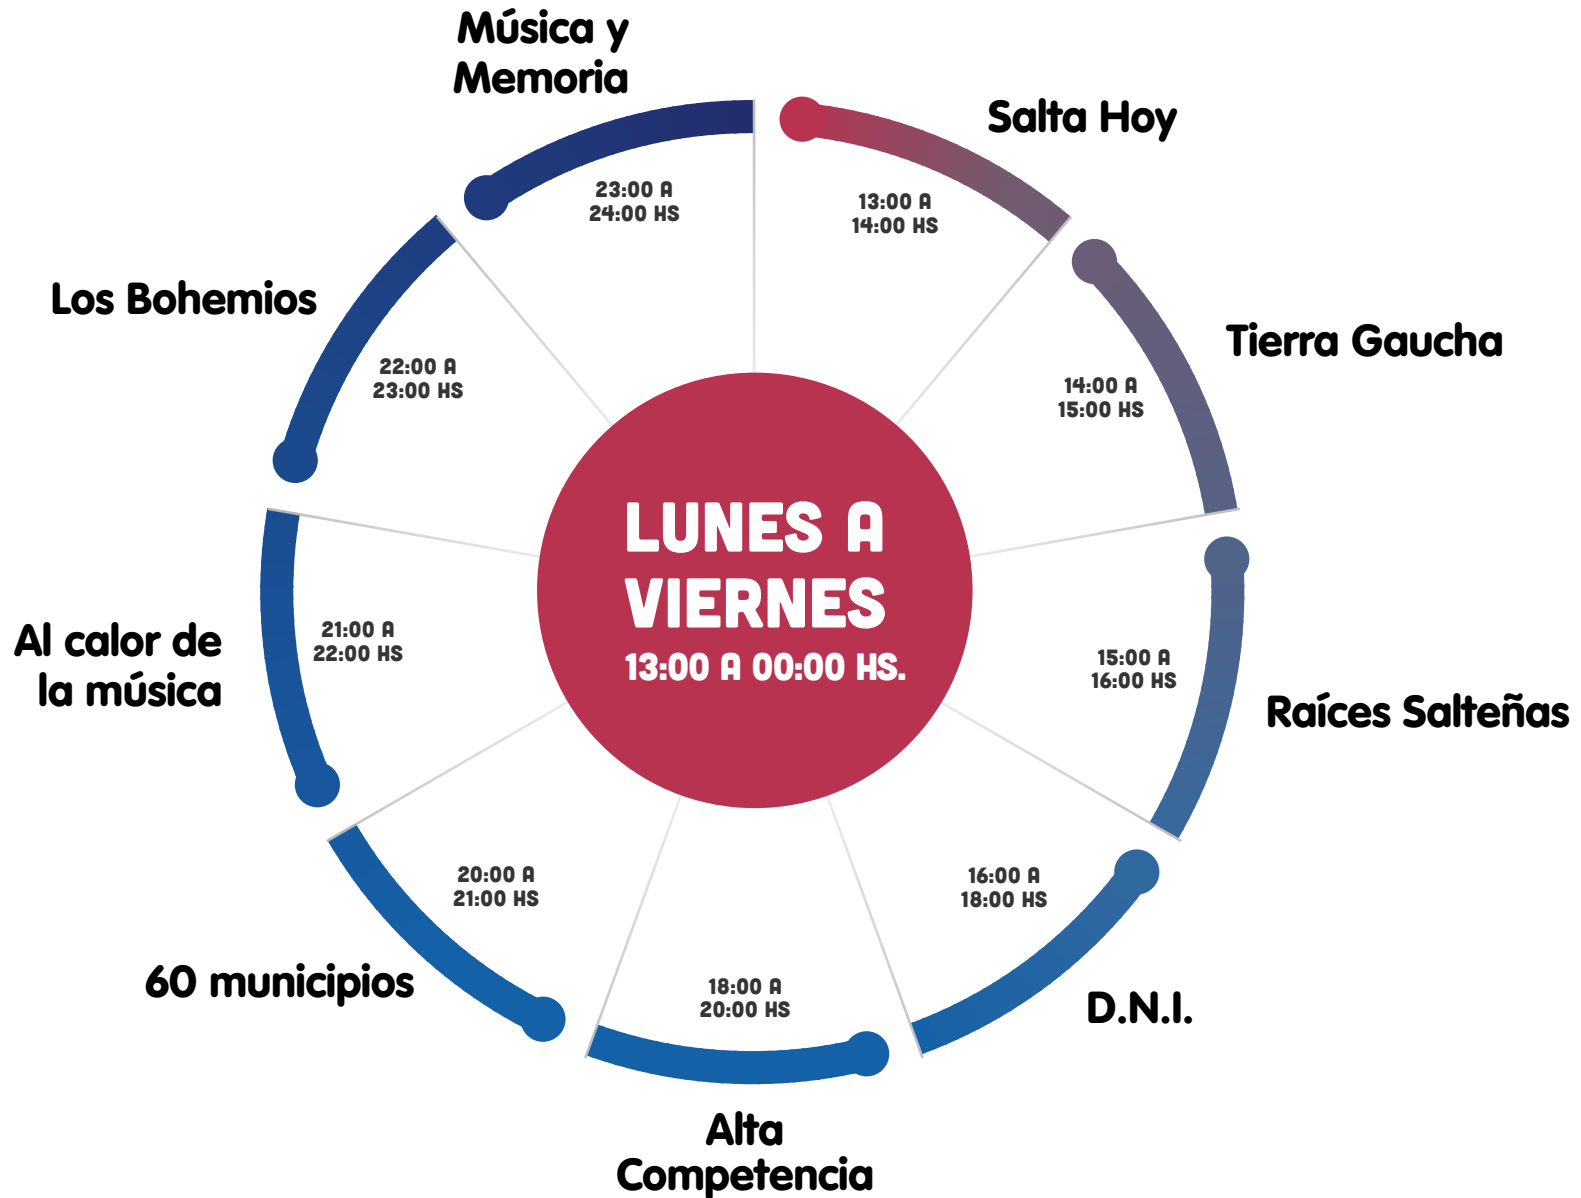 Música y
Memoria
23:00 A
24:00 HS
Salta Hoy
13:00 A
14:00 HS
Tierra Gaucha
14:00 A
15:00 HS
Raíces Salteñas
15:00 A
16:00 HS
D.N.I.
16:00 A
18:00 HS
Alta
Competencia
18:00 A
20:00 HS
60 municipios
20:00 A
21:00 HS
Al calor de
la música
21:00 A
22:00 HS
Los Bohemios
22:00 A
23:00 HS
LUNES A
VIERNES
13:00 A 00:00 HS.